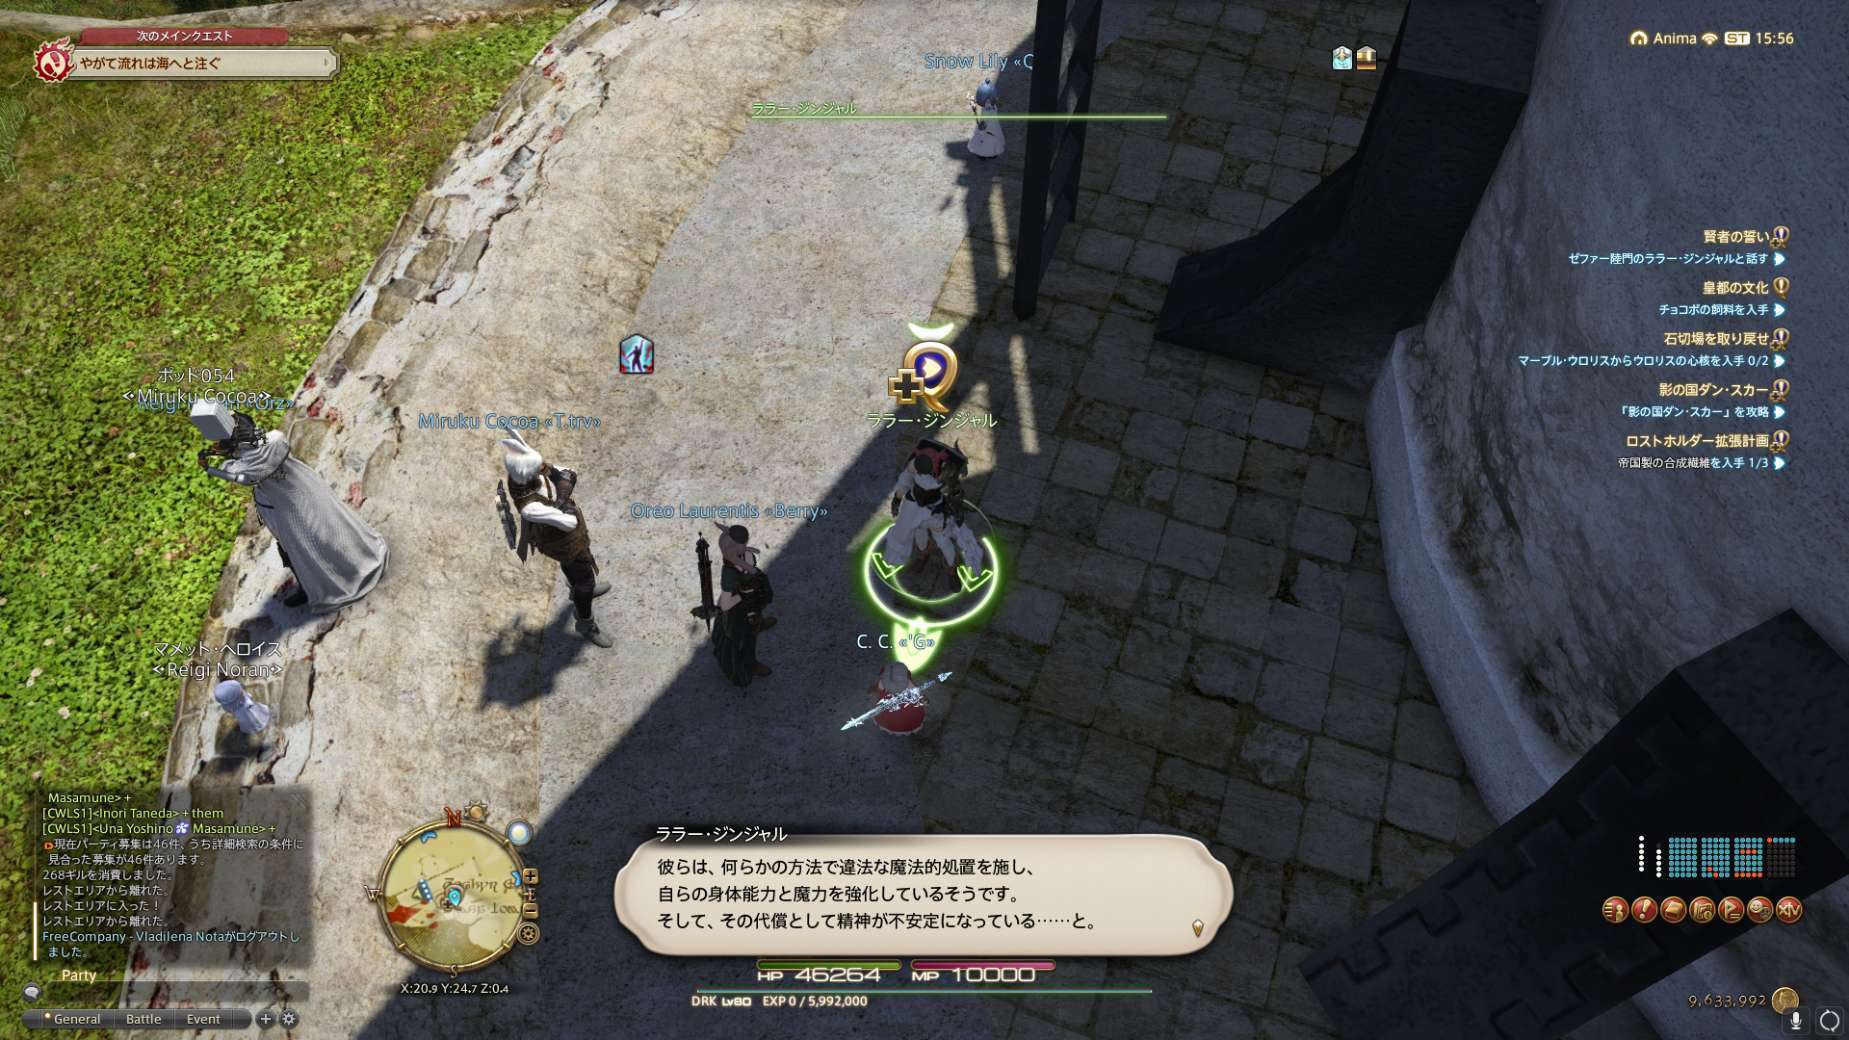 次のメインクエスト
やがて流れは海へと注ぐ
Anima ST 15:56
Snow Lily «
ララー・ジンジャル
賢者の誓い
ゼファー陸門のララー・ジンジャルと話す
皇都の文化
チョコボの飼料を入手
石切場を取り戻せ
マーブル・ウロリスからウロリスの心核を入手 0/2
影の国ダン・スカー
『影の国ダン・スカー』を攻略
ロストホルダー拡張計画
帝国製の合成繊維を入手 1/3
ポッド054
Miruku Cocoa
Miruku Cocoa «T.trv»
ララー・ジンジャル
Oreo Laurentis «Berry»
C. C. «'G»
マメット・ヘロイス
Reigi Noran
Masamune> +
[CWLS1]<Inori Taneda> + them
[CWLS1]<Una Yoshino Masamune> +
現在パーティ募集は46件、うち詳細検索の条件に
見合った募集が46件あります。
268ギルを消費しました。
レストエリアから離れた。
レストエリアに入った！
レストエリアから離れた。
FreeCompany - Vladilena Notaがログアウトし
ました。
Party
General Battle Event
N
W
E
S
X:20.9 Y:24.7 Z:0.4
ララー・ジンジャル
彼らは、何らかの方法で違法な魔法的処置を施し、
自らの身体能力と魔力を強化しているそうです。
そして、その代償として精神が不安定になっている……と。
HP 46264 MP 10000
DRK Lv80 EXP 0 / 5,992,000
XIV
9,633,992